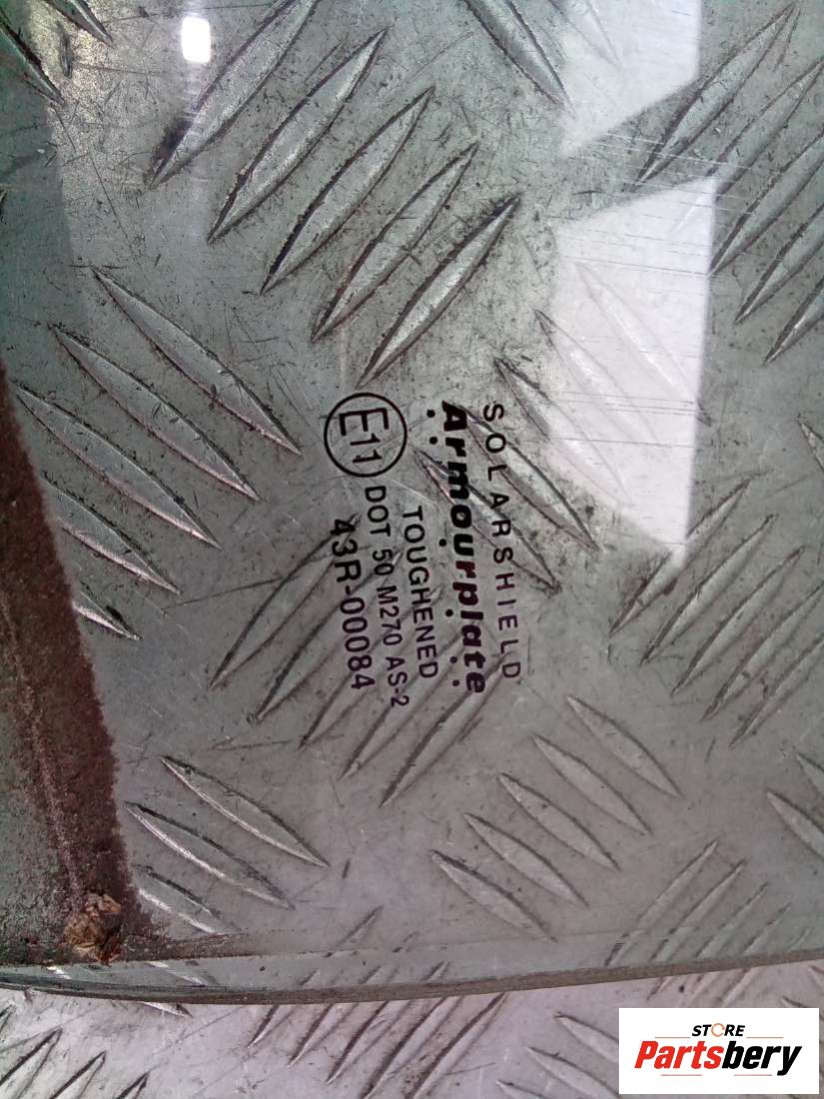 SOLARSHIELD
Armourplate
TOUGHENED
E11 DOT 50 M270 AS-2
43R-00084
STORE
Partsbery